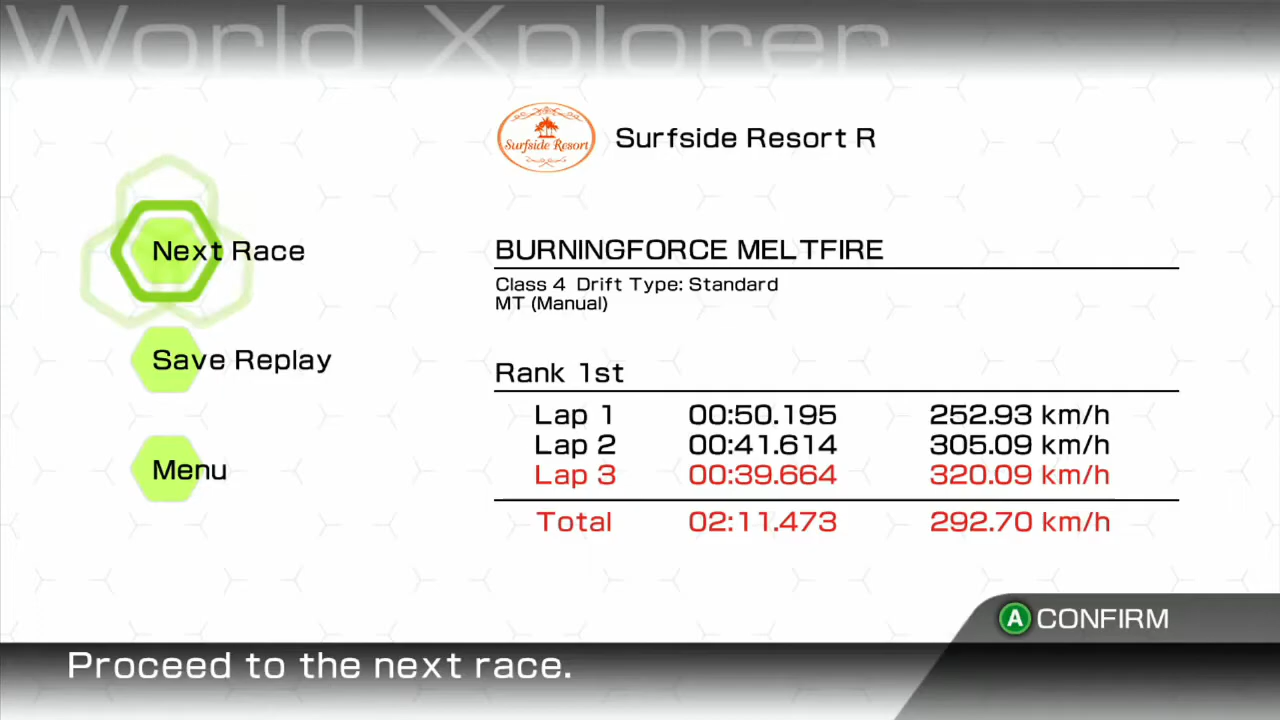 World Xplorer
Surfside Resort
Surfside Resort R
Next Race
Save Replay
Menu
BURNINGFORCE MELTFIRE
Class 4 Drift Type: Standard
MT (Manual)
Rank 1st
Lap 1 00:50.195 252.93 km/h
Lap 2 00:41.614 305.09 km/h
Lap 3 00:39.664 320.09 km/h
Total 02:11.473 292.70 km/h
A CONFIRM
Proceed to the next race.